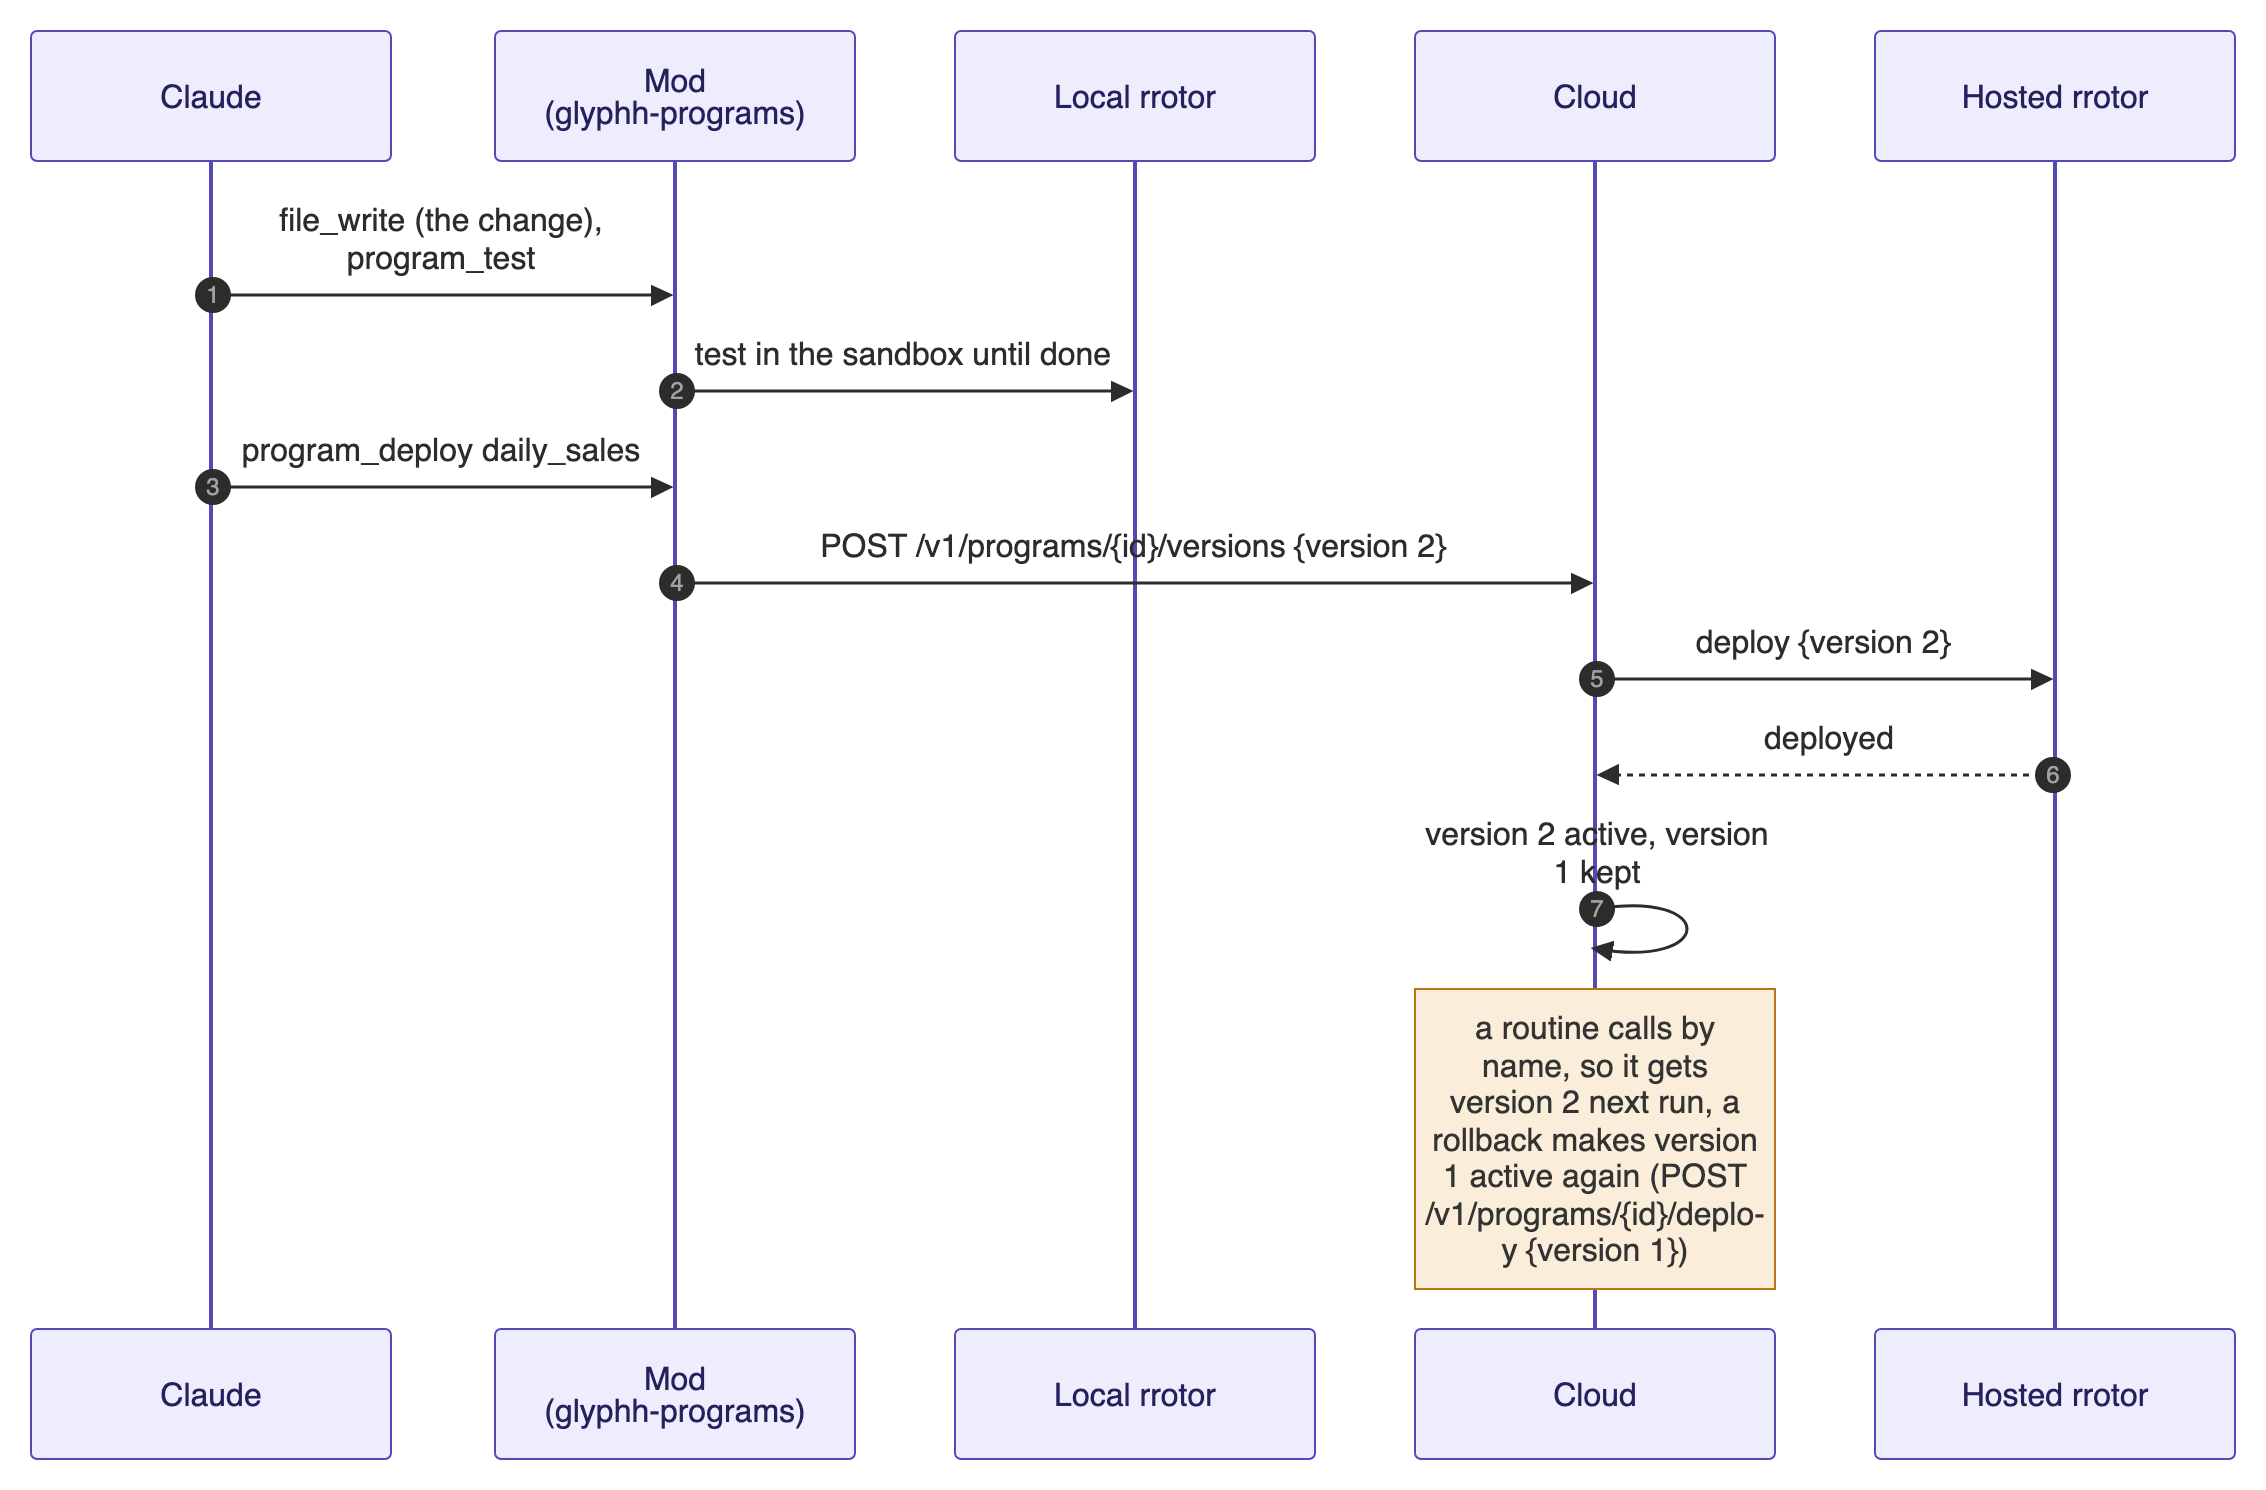 Claude
Mod
(glyphh-programs)
Local rrotor
Cloud
Hosted rrotor
file_write (the change),
program_test
1
test in the sandbox until done
2
program_deploy daily_sales
3
POST /v1/programs/{id}/versions {version 2}
4
deploy {version 2}
5
deployed
6
version 2 active, version
1 kept
7
a routine calls by
name, so it gets
version 2 next run, a
rollback makes version
1 active again (POST
/v1/programs/{id}/deplo-
y {version 1})
Claude
Mod
(glyphh-programs)
Local rrotor
Cloud
Hosted rrotor